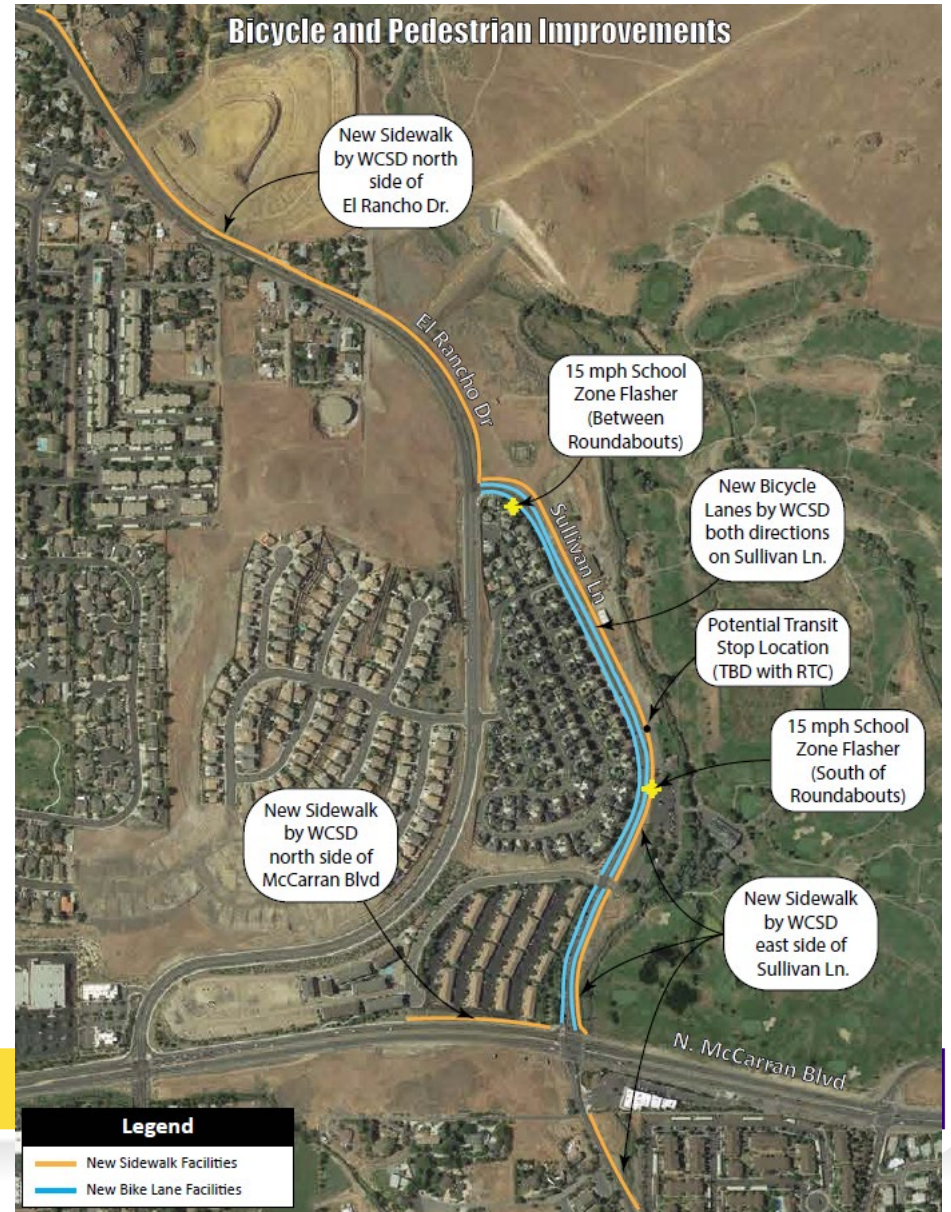 Bicycle and Pedestrian Improvements
New Sidewalk
by WCSD north
side of
El Rancho Dr.
El Rancho Dr
15 mph School
Zone Flasher
(Between
Roundabouts)
Sullivan Ln
New Bicycle
Lanes by WCSD
both directions
on Sullivan Ln.
Potential Transit
Stop Location
(TBD with RTC)
15 mph School
Zone Flasher
(South of
Roundabouts)
New Sidewalk
by WCSD
north side of
McCarran Blvd
New Sidewalk
by WCSD
east side of
Sullivan Ln.
N. McCarran Blvd
Legend
New Sidewalk Facilities
New Bike Lane Facilities